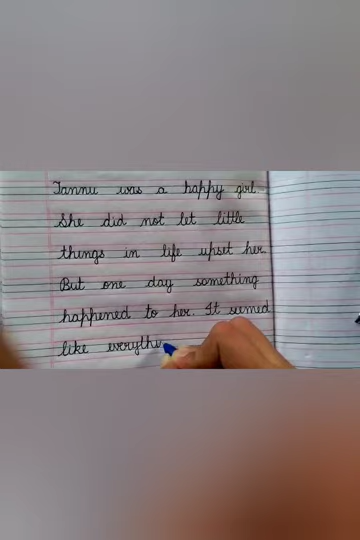 Tannu was a happy girl.
She did not let little
things in life upset her.
But one day something
happened to her. It seemed
like everythi